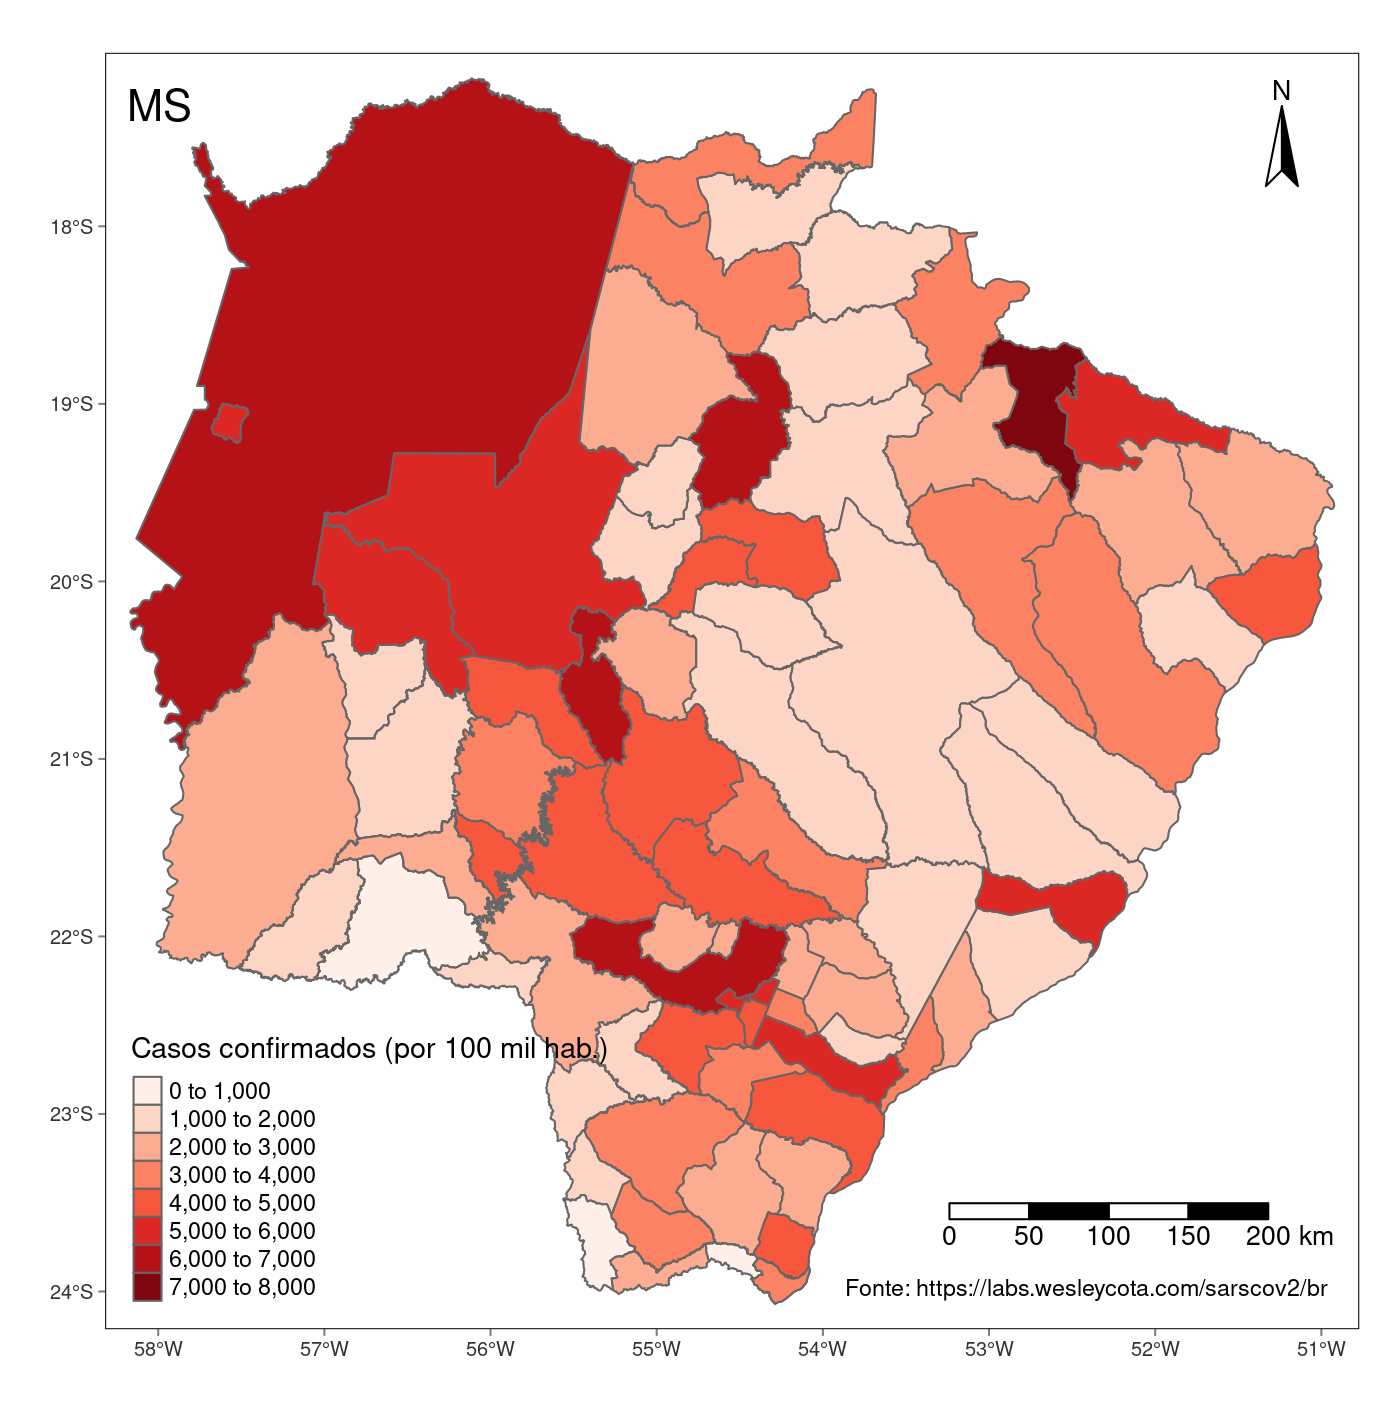 MS
N
18°S
19°S
20°S
21°S
22°S
23°S
24°S
Casos confirmados (por 100 mil hab.)
0 to 1,000
1,000 to 2,000
2,000 to 3,000
3,000 to 4,000
4,000 to 5,000
5,000 to 6,000
6,000 to 7,000
7,000 to 8,000
0 50 100 150 200 km
Fonte: https://labs.wesleycota.com/sarscov2/br
58°W 57°W 56°W 55°W 54°W 53°W 52°W 51°W